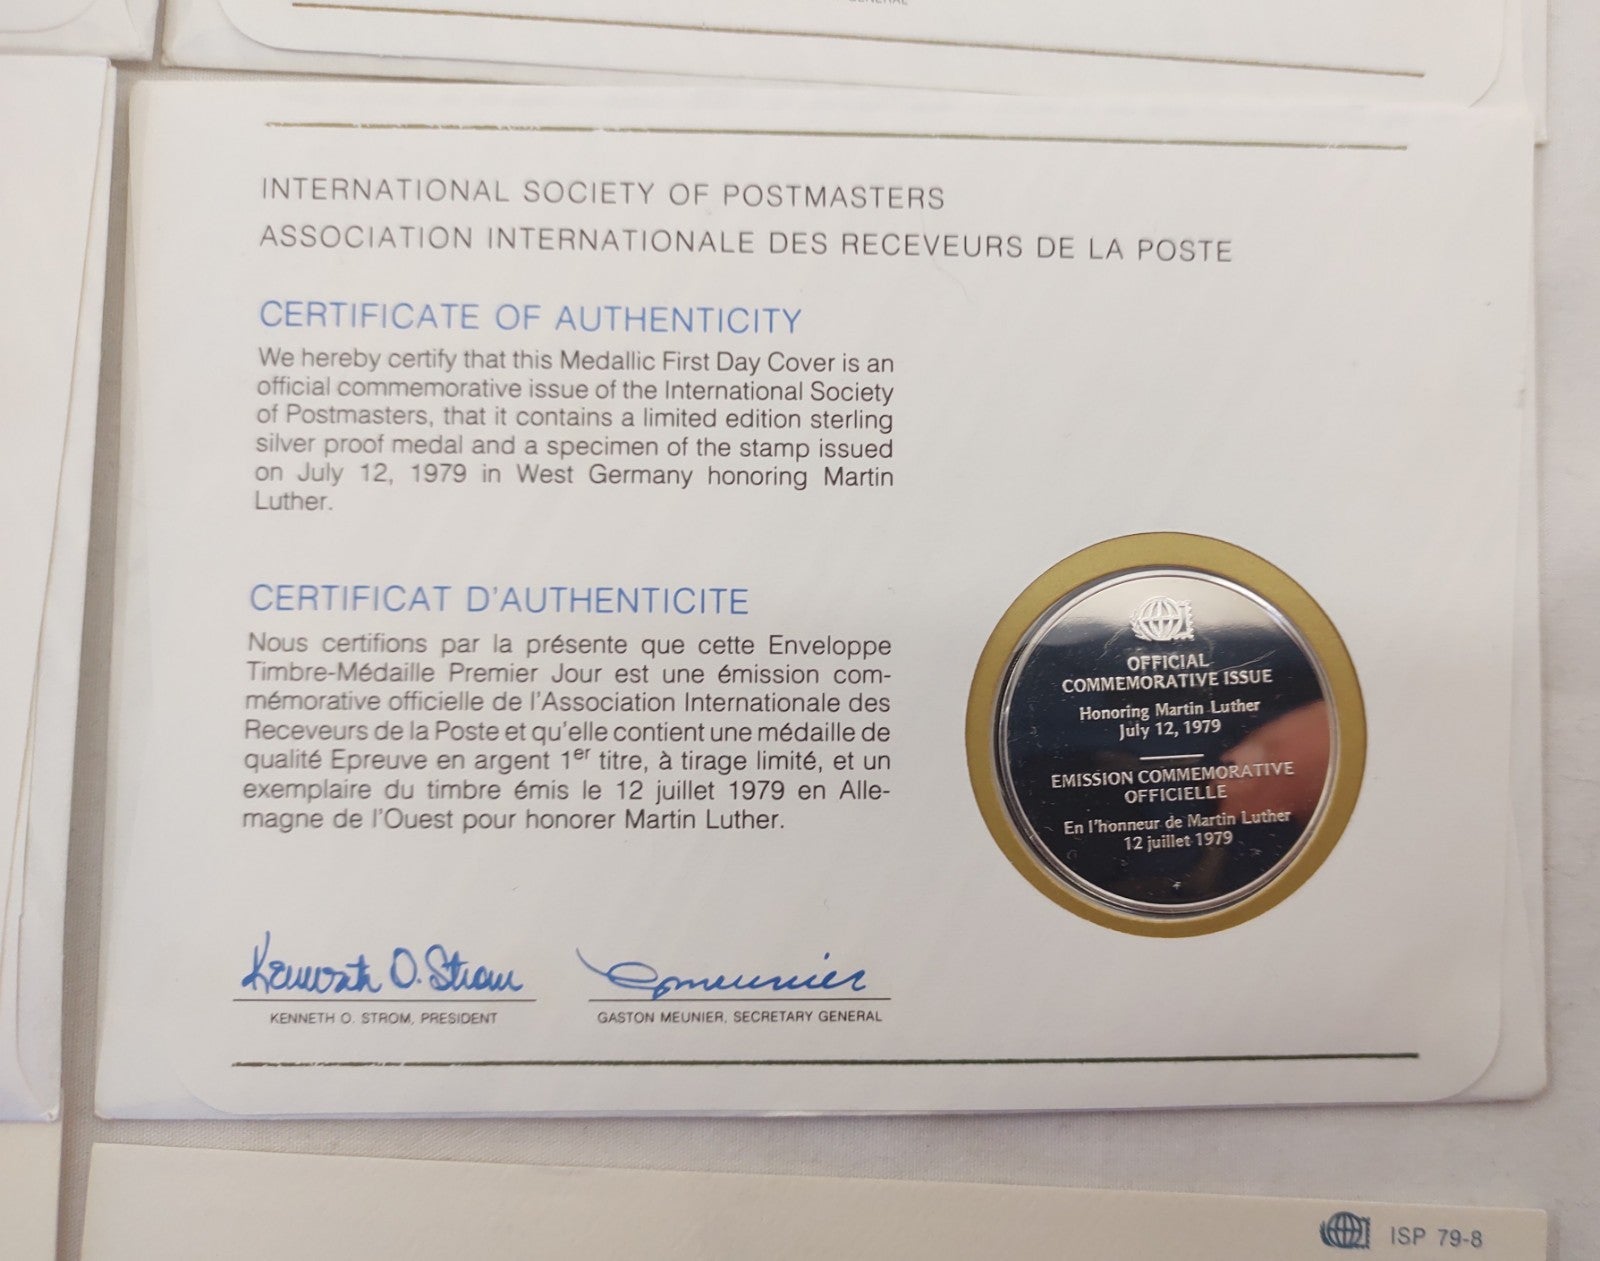 INTERNATIONAL SOCIETY OF POSTMASTERS
ASSOCIATION INTERNATIONALE DES RECEVEURS DE LA POSTE
CERTIFICATE OF AUTHENTICITY
We hereby certify that this Medallic First Day Cover is an
official commemorative issue of the International Society
of Postmasters, that it contains a limited edition sterling
silver proof medal and a specimen of the stamp issued
on July 12, 1979 in West Germany honoring Martin
Luther.
CERTIFICAT D'AUTHENTICITE
Nous certifions par la présente que cette Enveloppe
Timbre-Médaille Premier Jour est une émission com-
mémorative officielle de l'Association Internationale des
Receveurs de la Poste et qu'elle contient une médaille de
qualité Epreuve en argent 1er titre, à tirage limité, et un
exemplaire du timbre émis le 12 juillet 1979 en Alle-
magne de l'Ouest pour honorer Martin Luther.
Kenneth O. Strom
KENNETH O. STROM, PRESIDENT
GMeunier
GASTON MEUNIER, SECRETARY GENERAL
OFFICIAL
COMMEMORATIVE ISSUE
Honoring Martin Luther
July 12, 1979
EMISSION COMMEMORATIVE
OFFICIELLE
En l'honneur de Martin Luther
12 juillet 1979
ISP 79-8